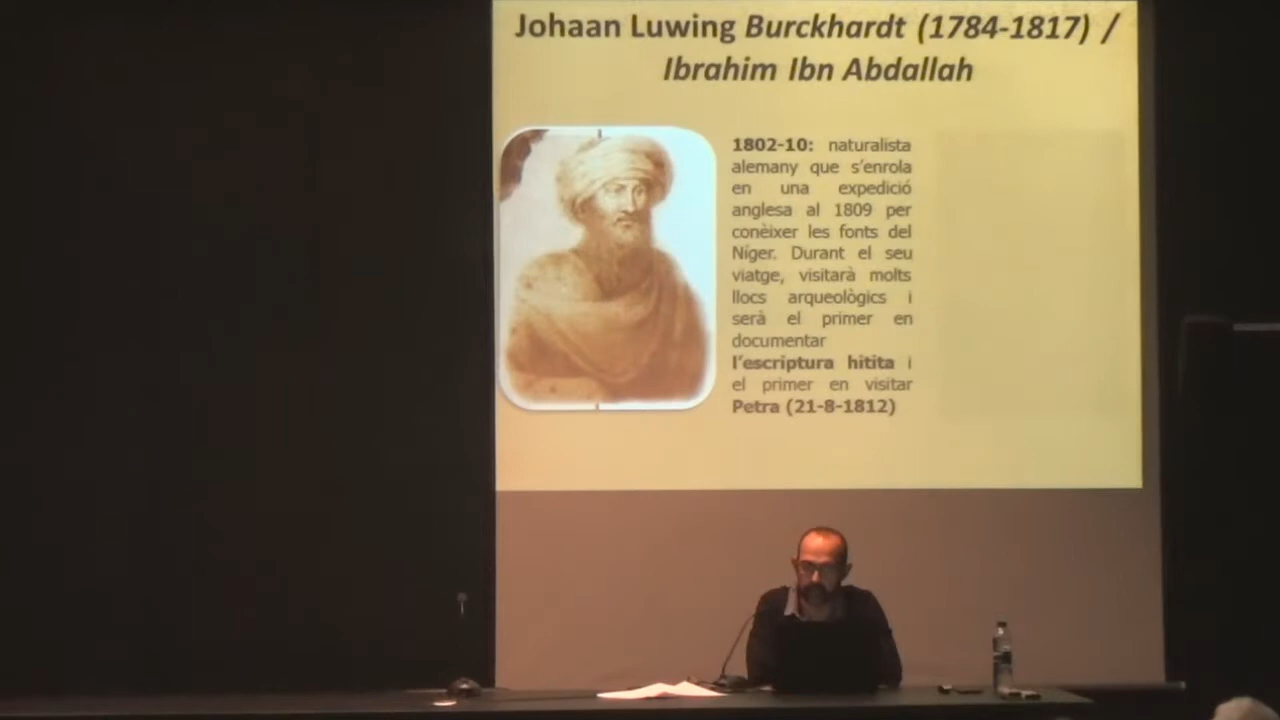 Johaan Luwing Burckhardt (1784-1817) /
Ibrahim Ibn Abdallah
1802-10: naturalista
alemany que s'enrola
en una expedició
anglesa al 1809 per
conèixer les fonts del
Níger. Durant el seu
viatge, visitarà molts
llocs arqueològics i
serà el primer en
documentar
l'escriptura hitita i
el primer en visitar
Petra (21-8-1812)